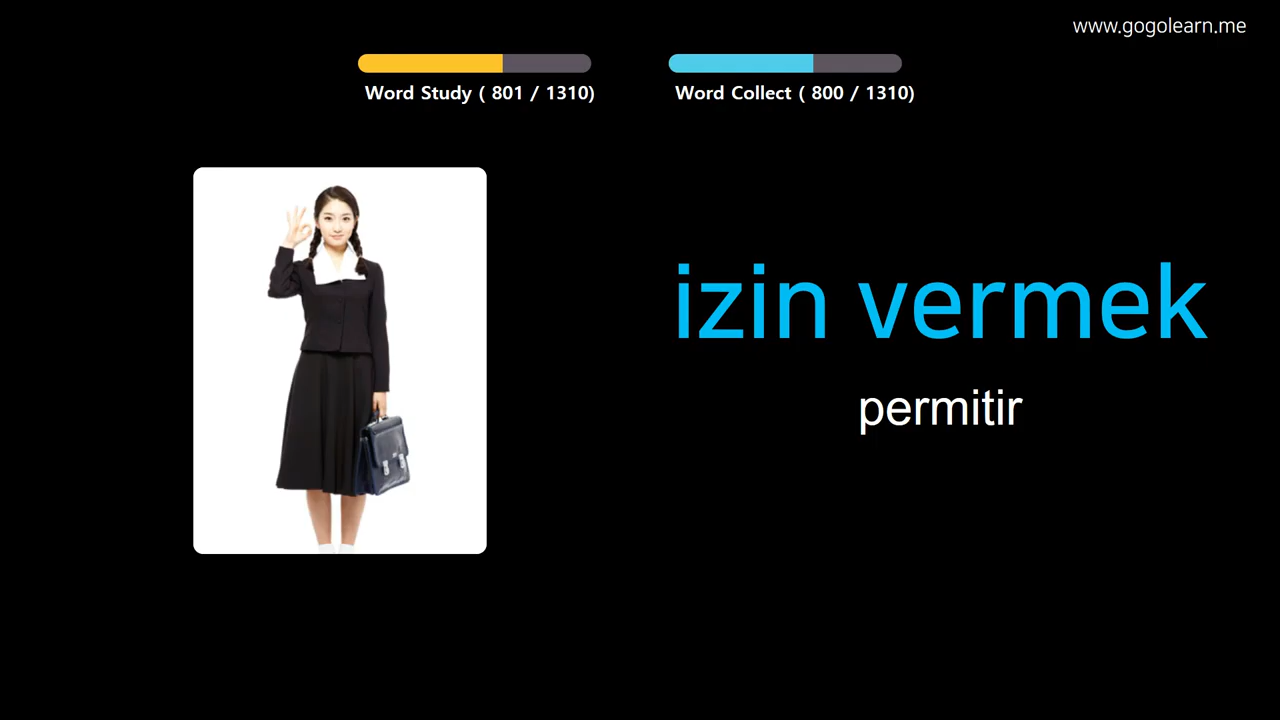 www.gogolearn.me
Word Study ( 801 / 1310)
Word Collect ( 800 / 1310)
izin vermek
permitir